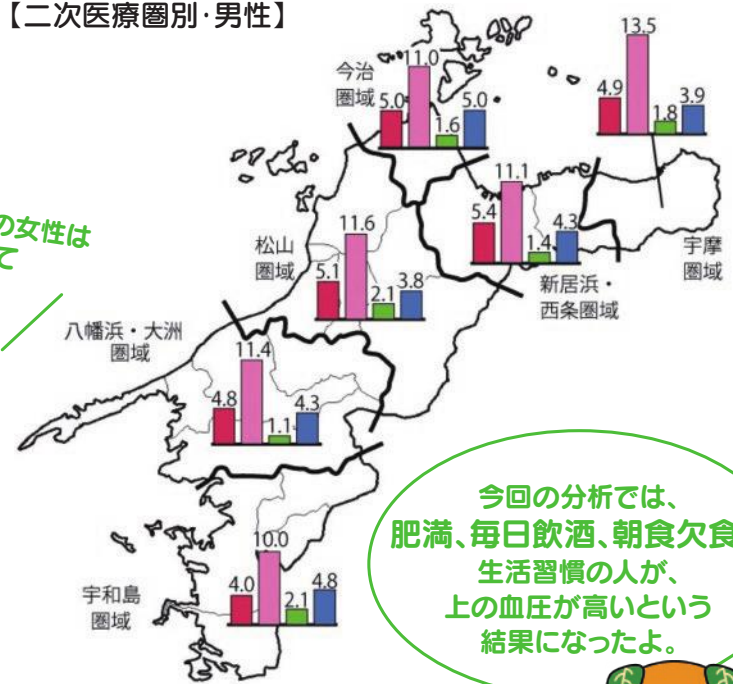 【二次医療圏別・男性】
今治
圏域
5.0
11.0
1.6
5.0
4.9
13.5
1.8
3.9
宇摩
圏域
5.4
11.1
1.4
4.3
新居浜・
西条圏域
の女性は
て
松山
圏域
5.1
11.6
2.1
3.8
八幡浜・大洲
圏域
4.8
11.4
1.1
4.3
宇和島
圏域
4.0
10.0
2.1
4.8
今回の分析では、
肥満、毎日飲酒、朝食欠食
生活習慣の人が、
上の血圧が高いという
結果になったよ。